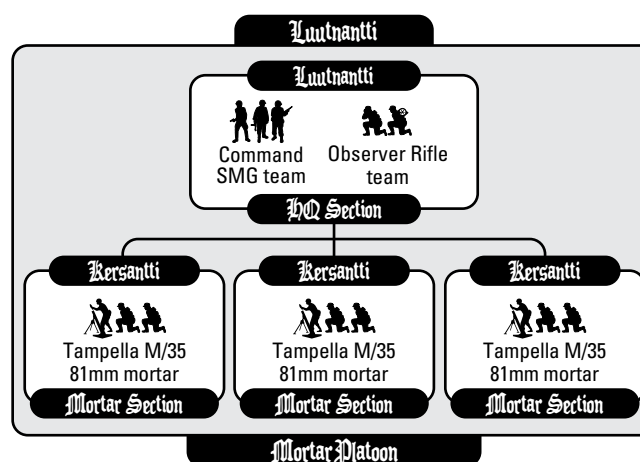 Luutnantti
Luutnantti
Command
SMG team
Observer Rifle
team
HQ Section
Kersantti
Kersantti
Kersantti
Tampella M/35
81mm mortar
Tampella M/35
81mm mortar
Tampella M/35
81mm mortar
Mortar Section
Mortar Section
Mortar Section
Mortar Platoon